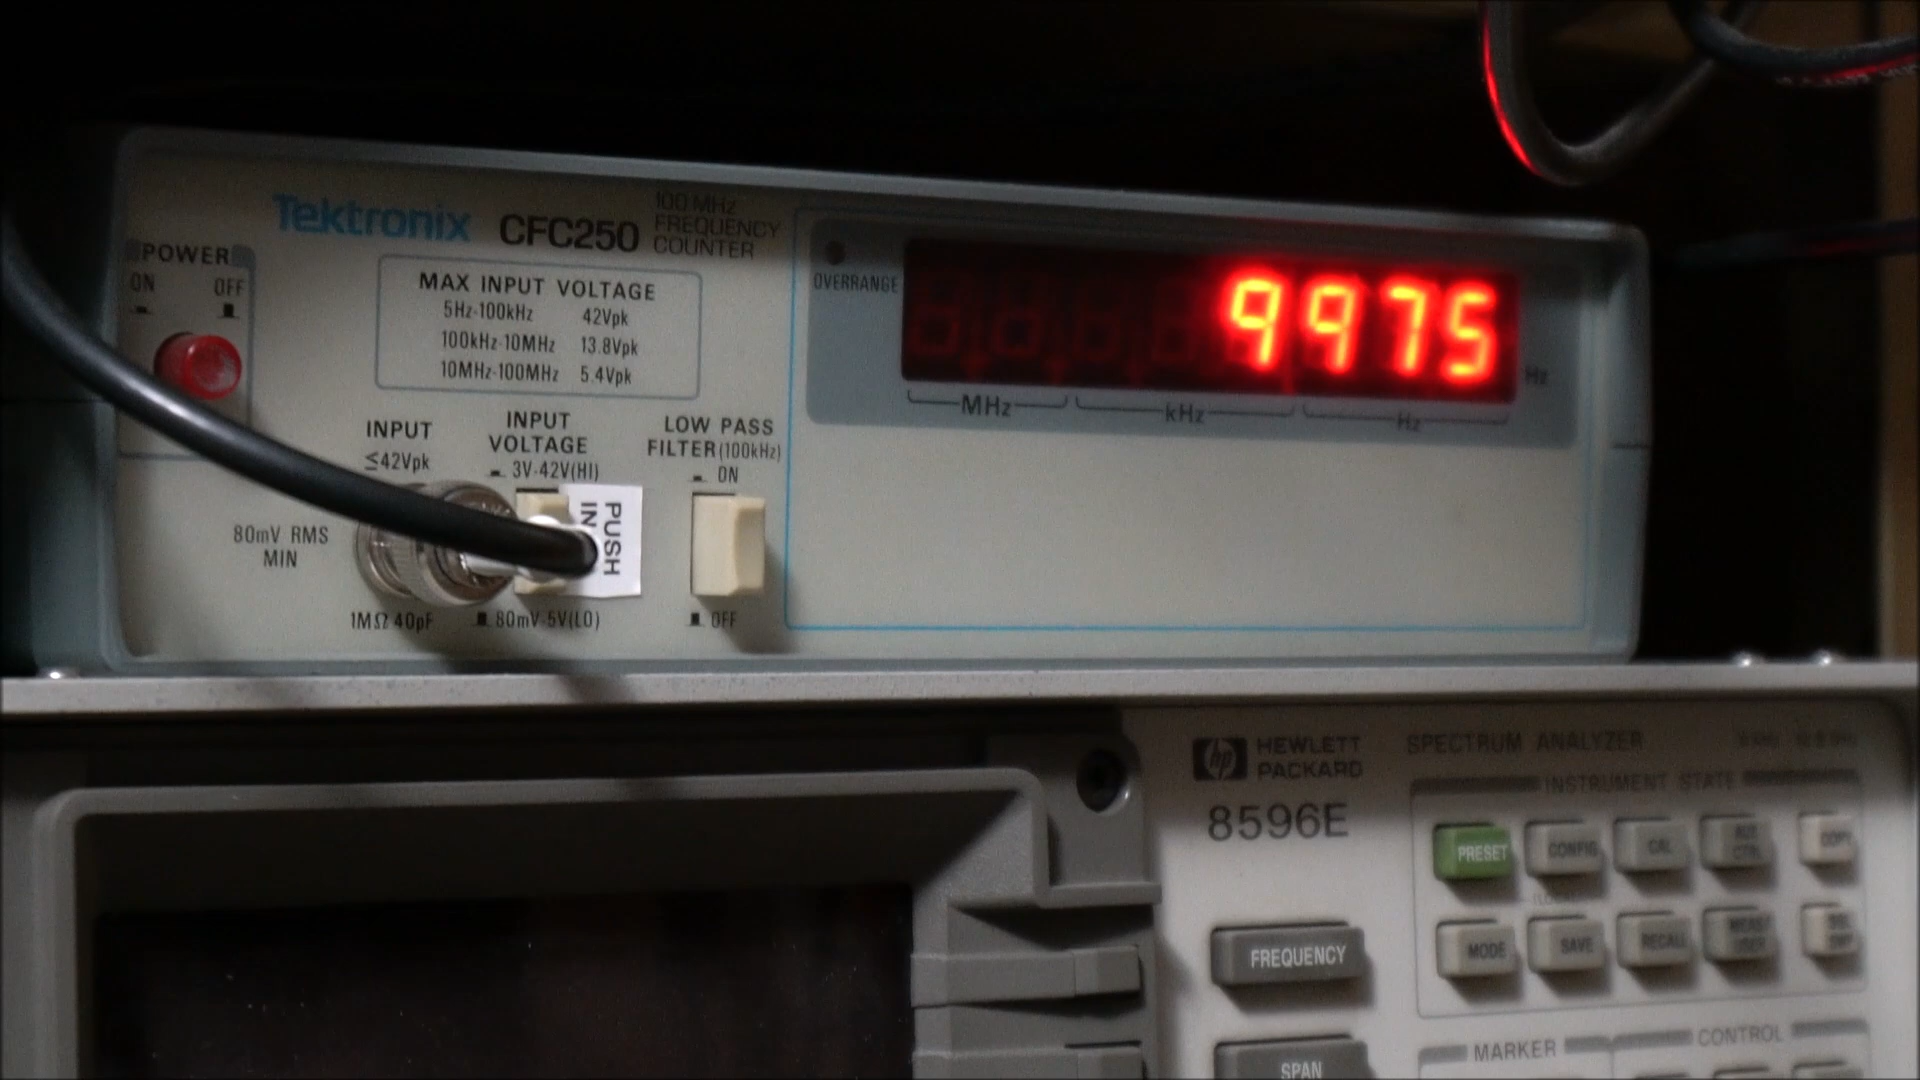 Tektronix CFC250
100 MHz
FREQUENCY
COUNTER
POWER
ON OFF
MAX INPUT VOLTAGE
5Hz-100kHz 42Vpk
100kHz-10MHz 13.8Vpk
10MHz-100MHz 5.4Vpk
OVERRANGE
9975
Hz
MHz kHz Hz
INPUT
≤42Vpk
INPUT
VOLTAGE
3V-42V(HI)
LOW PASS
FILTER(100kHz)
ON
PUSH
IN
80mV RMS
MIN
1MΩ 40pF
80mV-5V(LO)
OFF
hp HEWLETT
PACKARD
SPECTRUM ANALYZER
8596E
INSTRUMENT STATE
PRESET CONFIG CAL COPY
MODE SAVE RECALL
FREQUENCY
SPAN
MARKER
CONTROL